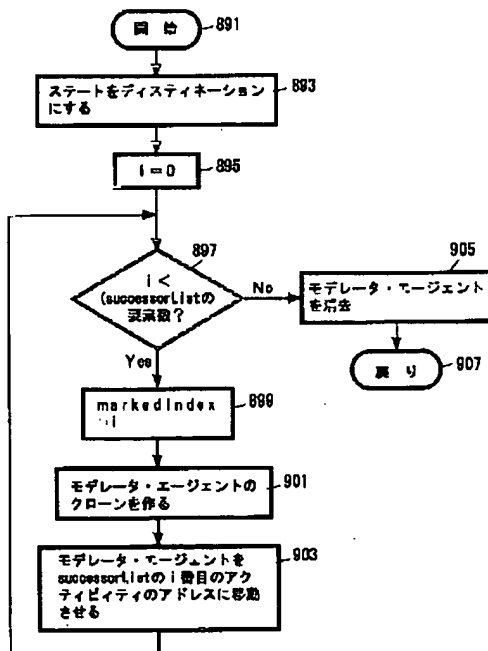 開 始
891
ステートをディスティネーション
にする
893
i＝0
895
897
i＜
(successorListの
要素数？
No
905
モデレータ・エージェント
を消去
戻 り
907
Yes
markedIndex
=i
899
モデレータ・エージェントの
クローンを作る
901
モデレータ・エージェントを
successorListのi番目のアク
ティビィティのアドレスに移動
させる
903